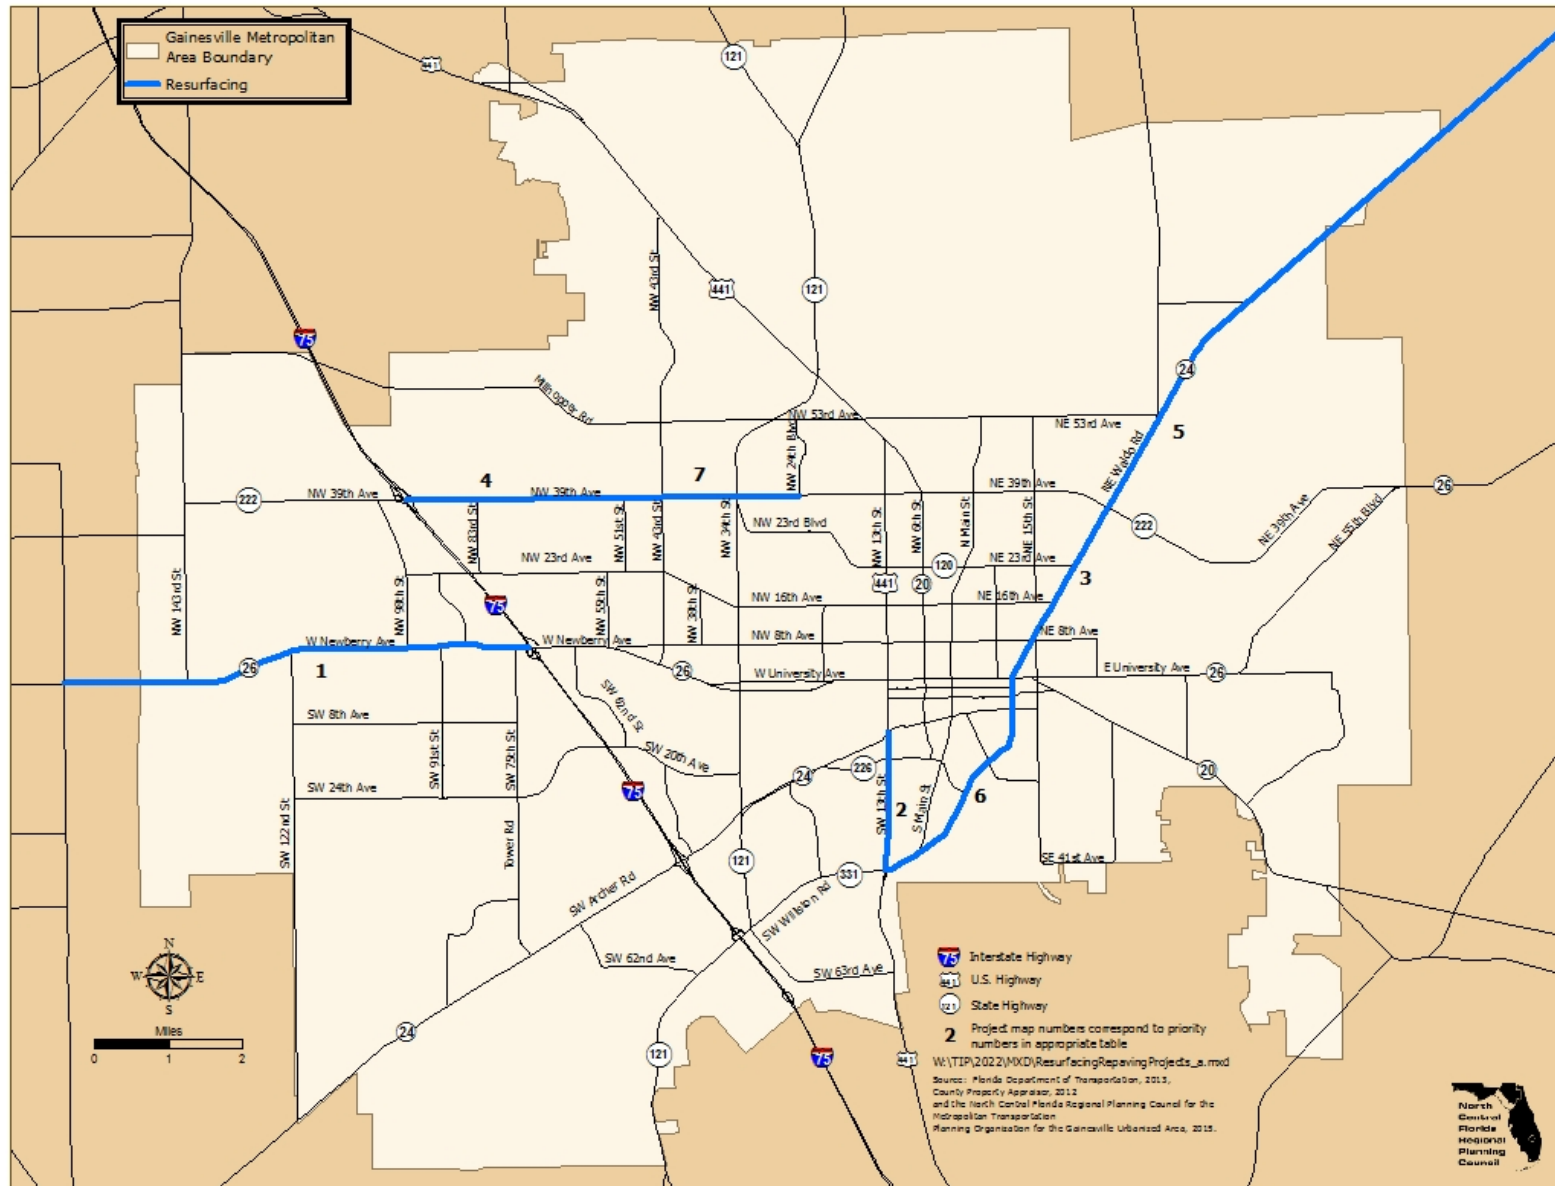 Gainesville Metropolitan
Area Boundary
Resurfacing
441
121
75
441
121
NW 43rd St
24
Millhopper Rd
NW 53rd Ave
NE 53rd Ave
5
NW 24th Blvd
NE Waldo Rd
4
7
222
NW 39th Ave
NW 39th Ave
NE 39th Ave
26
NE 39th Ave
NE 55th Blvd
222
NW 83rd St
NW 51st St
NW 43rd St
NW 34th St
NW 23rd Blvd
NW 13th St
NW 6th St
N Main St
NE 15th St
NW 23rd Ave
120
NE 23rd Ave
3
441
20
NW 143rd St
NW 98th St
75
NW 55th St
NW 38th St
NW 16th Ave
NE 16th Ave
W Newberry Ave
W Newberry Ave
NW 8th Ave
NE 8th Ave
26
1
26
W University Ave
E University Ave
26
SW 62nd St
SW 8th Ave
SW 91st St
SW 75th St
SW 20th Ave
24
226
20
SW 24th Ave
75
SW 13th St
2
S Main St
6
SW 122nd St
Tower Rd
121
331
SE 41st Ave
SW Archer Rd
SW Williston Rd
SW 62nd Ave
SW 63rd Ave
N
W
E
S
Miles
0 1 2
24
121
75
441
75 Interstate Highway
441 U.S. Highway
121 State Highway
2 Project map numbers correspond to priority
numbers in appropriate table
W:\TIP\2022\MXD\ResurfacingRepavingProjects_a.mxd
Source: Florida Department of Transportation, 2013,
County Property Appraiser, 2012
and the North Central Florida Regional Planning Council for the
Metropolitan Transportation
Planning Organization for the Gainesville Urbanized Area, 2015.
North
Central
Florida
Regional
Planning
Council